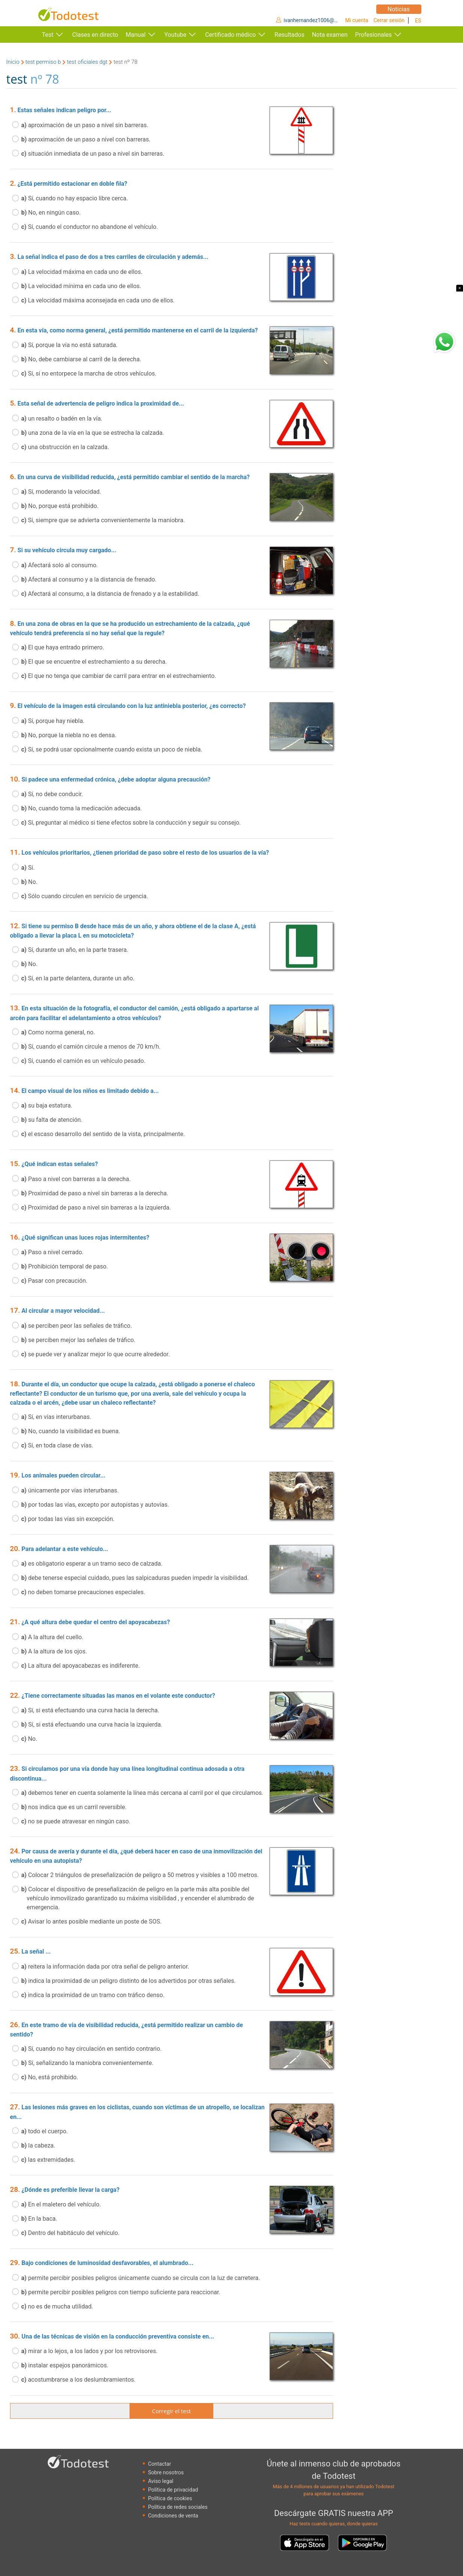 Todotest
Noticias
ivanhernandez1006@... Mi cuenta Cerrar sesión
Test Clases en directo Manual Youtube Certificado médico Resultados Nota examen Profesionales
Inicio > test permiso b > test oficiales dgt > test nº 78
test nº 78
1. Estas señales indican peligro por...
a) aproximación de un paso a nivel sin barreras.
b) aproximación de un paso a nivel con barreras.
c) situación inmediata de un paso a nivel sin barreras.
2. ¿Está permitido estacionar en doble fila?
a) Sí, cuando no hay espacio libre cerca.
b) No, en ningún caso.
c) Sí, cuando el conductor no abandone el vehículo.
3. La señal indica el paso de dos a tres carriles de circulación y además...
a) La velocidad máxima en cada uno de ellos.
b) La velocidad mínima en cada uno de ellos.
c) La velocidad máxima aconsejada en cada uno de ellos.
4. En esta vía, como norma general, ¿está permitido mantenerse en el carril de la izquierda?
a) Sí, porque la vía no está saturada.
b) No, debe cambiarse al carril de la derecha.
c) Sí, si no entorpece la marcha de otros vehículos.
5. Esta señal de advertencia de peligro indica la proximidad de...
a) un resalto o badén en la vía.
b) una zona de la vía en la que se estrecha la calzada.
c) una obstrucción en la calzada.
6. En una curva de visibilidad reducida, ¿está permitido cambiar el sentido de la marcha?
a) Sí, moderando la velocidad.
b) No, porque está prohibido.
c) Sí, siempre que se advierta convenientemente la maniobra.
7. Si su vehículo circula muy cargado...
a) Afectará solo al consumo.
b) Afectará al consumo y a la distancia de frenado.
c) Afectará al consumo, a la distancia de frenado y a la estabilidad.
8. En una zona de obras en la que se ha producido un estrechamiento de la calzada, ¿qué
vehículo tendrá preferencia si no hay señal que la regule?
a) El que haya entrado primero.
b) El que se encuentre el estrechamiento a su derecha.
c) El que no tenga que cambiar de carril para entrar en el estrechamiento.
9. El vehículo de la imagen está circulando con la luz antiniebla posterior, ¿es correcto?
a) Sí, porque hay niebla.
b) No, porque la niebla no es densa.
c) Sí, se podrá usar opcionalmente cuando exista un poco de niebla.
10. Si padece una enfermedad crónica, ¿debe adoptar alguna precaución?
a) Sí, no debe conducir.
b) No, cuando toma la medicación adecuada.
c) Sí, preguntar al médico si tiene efectos sobre la conducción y seguir su consejo.
11. Los vehículos prioritarios, ¿tienen prioridad de paso sobre el resto de los usuarios de la vía?
a) Sí.
b) No.
c) Sólo cuando circulen en servicio de urgencia.
12. Si tiene su permiso B desde hace más de un año, y ahora obtiene el de la clase A, ¿está
obligado a llevar la placa L en su motocicleta?
a) Sí, durante un año, en la parte trasera.
b) No.
c) Sí, en la parte delantera, durante un año.
L
13. En esta situación de la fotografía, el conductor del camión, ¿está obligado a apartarse al
arcén para facilitar el adelantamiento a otros vehículos?
a) Como norma general, no.
b) Sí, cuando el camión circule a menos de 70 km/h.
c) Sí, cuando el camión es un vehículo pesado.
14. El campo visual de los niños es limitado debido a...
a) su baja estatura.
b) su falta de atención.
c) el escaso desarrollo del sentido de la vista, principalmente.
15. ¿Qué indican estas señales?
a) Paso a nivel con barreras a la derecha.
b) Proximidad de paso a nivel sin barreras a la derecha.
c) Proximidad de paso a nivel sin barreras a la izquierda.
16. ¿Qué significan unas luces rojas intermitentes?
a) Paso a nivel cerrado.
b) Prohibición temporal de paso.
c) Pasar con precaución.
17. Al circular a mayor velocidad...
a) se perciben peor las señales de tráfico.
b) se perciben mejor las señales de tráfico.
c) se puede ver y analizar mejor lo que ocurre alrededor.
18. Durante el día, un conductor que ocupe la calzada, ¿está obligado a ponerse el chaleco
reflectante? El conductor de un turismo que, por una avería, sale del vehículo y ocupa la
calzada o el arcén, ¿debe usar un chaleco reflectante?
a) Sí, en vías interurbanas.
b) No, cuando la visibilidad es buena.
c) Sí, en toda clase de vías.
19. Los animales pueden circular...
a) únicamente por vías interurbanas.
b) por todas las vías, excepto por autopistas y autovías.
c) por todas las vías sin excepción.
20. Para adelantar a este vehículo...
a) es obligatorio esperar a un tramo seco de calzada.
b) debe tenerse especial cuidado, pues las salpicaduras pueden impedir la visibilidad.
c) no deben tomarse precauciones especiales.
21. ¿A qué altura debe quedar el centro del apoyacabezas?
a) A la altura del cuello.
b) A la altura de los ojos.
c) La altura del apoyacabezas es indiferente.
22. ¿Tiene correctamente situadas las manos en el volante este conductor?
a) Sí, si está efectuando una curva hacia la derecha.
b) Sí, si está efectuando una curva hacia la izquierda.
c) No.
23. Si circulamos por una vía donde hay una línea longitudinal continua adosada a otra
discontinua...
a) debemos tener en cuenta solamente la línea más cercana al carril por el que circulamos.
b) nos indica que es un carril reversible.
c) no se puede atravesar en ningún caso.
24. Por causa de avería y durante el día, ¿qué deberá hacer en caso de una inmovilización del
vehículo en una autopista?
a) Colocar 2 triángulos de preseñalización de peligro a 50 metros y visibles a 100 metros.
b) Colocar el dispositivo de preseñalización de peligro en la parte más alta posible del
vehículo inmovilizado garantizado su máxima visibilidad , y encender el alumbrado de
emergencia.
c) Avisar lo antes posible mediante un poste de SOS.
25. La señal ...
a) reitera la información dada por otra señal de peligro anterior.
b) indica la proximidad de un peligro distinto de los advertidos por otras señales.
c) indica la proximidad de un tramo con tráfico denso.
26. En este tramo de vía de visibilidad reducida, ¿está permitido realizar un cambio de
sentido?
a) Sí, cuando no hay circulación en sentido contrario.
b) Sí, señalizando la maniobra convenientemente.
c) No, está prohibido.
27. Las lesiones más graves en los ciclistas, cuando son víctimas de un atropello, se localizan
en...
a) todo el cuerpo.
b) la cabeza.
c) las extremidades.
28. ¿Dónde es preferible llevar la carga?
a) En el maletero del vehículo.
b) En la baca.
c) Dentro del habitáculo del vehículo.
29. Bajo condiciones de luminosidad desfavorables, el alumbrado...
a) permite percibir posibles peligros únicamente cuando se circula con la luz de carretera.
b) permite percibir posibles peligros con tiempo suficiente para reaccionar.
c) no es de mucha utilidad.
30. Una de las técnicas de visión en la conducción preventiva consiste en...
a) mirar a lo lejos, a los lados y por los retrovisores.
b) instalar espejos panorámicos.
c) acostumbrarse a los deslumbramientos.
Corregir el test
Todotest
Contactar
Sobre nosotros
Aviso legal
Política de privacidad
Política de cookies
Política de redes sociales
Condiciones de venta
Únete al inmenso club de aprobados
de Todotest
Más de 4 millones de usuarios ya han utilizado Todotest
para aprobar sus exámenes
Descárgate GRATIS nuestra APP
Haz tests cuando quieras, donde quieras
Descárgalo en el
App Store
DISPONIBLE EN
Google Play